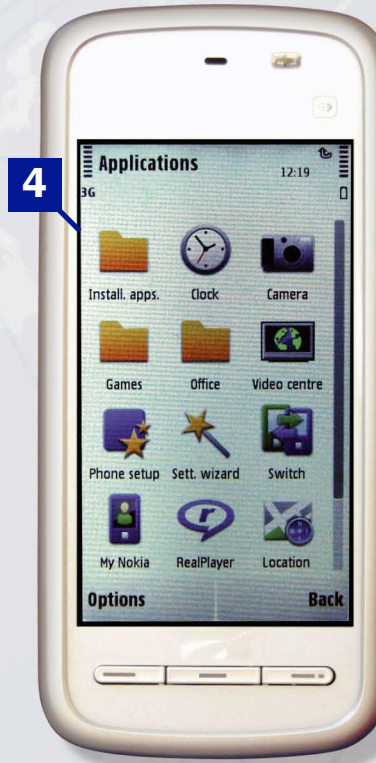 4
Applications
12:19
3G
Install. apps. Clock Camera
Games Office Video centre
Phone setup Sett. wizard Switch
My Nokia RealPlayer Location
Options Back